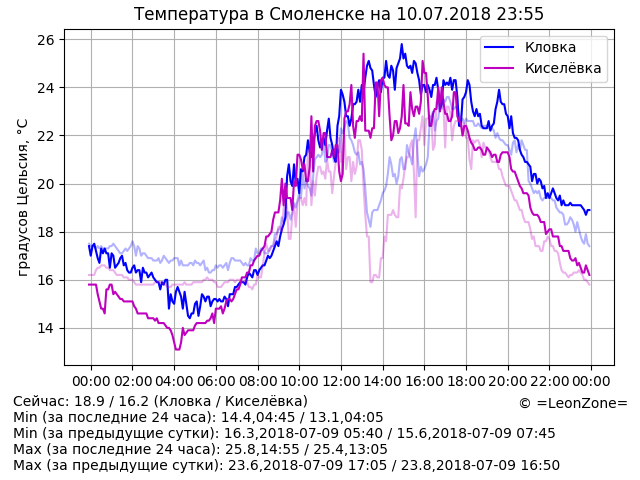 Температура в Смоленске на 10.07.2018 23:55
градусов Цельсия, °C
26
24
22
20
18
16
14
Кловка
Киселёвка
00:00 02:00 04:00 06:00 08:00 10:00 12:00 14:00 16:00 18:00 20:00 22:00 00:00
Сейчас: 18.9 / 16.2 (Кловка / Киселёвка)
© =LeonZone=
Min (за последние 24 часа): 14.4,04:45 / 13.1,04:05
Min (за предыдущие сутки): 16.3,2018-07-09 05:40 / 15.6,2018-07-09 07:45
Max (за последние 24 часа): 25.8,14:55 / 25.4,13:05
Max (за предыдущие сутки): 23.6,2018-07-09 17:05 / 23.8,2018-07-09 16:50